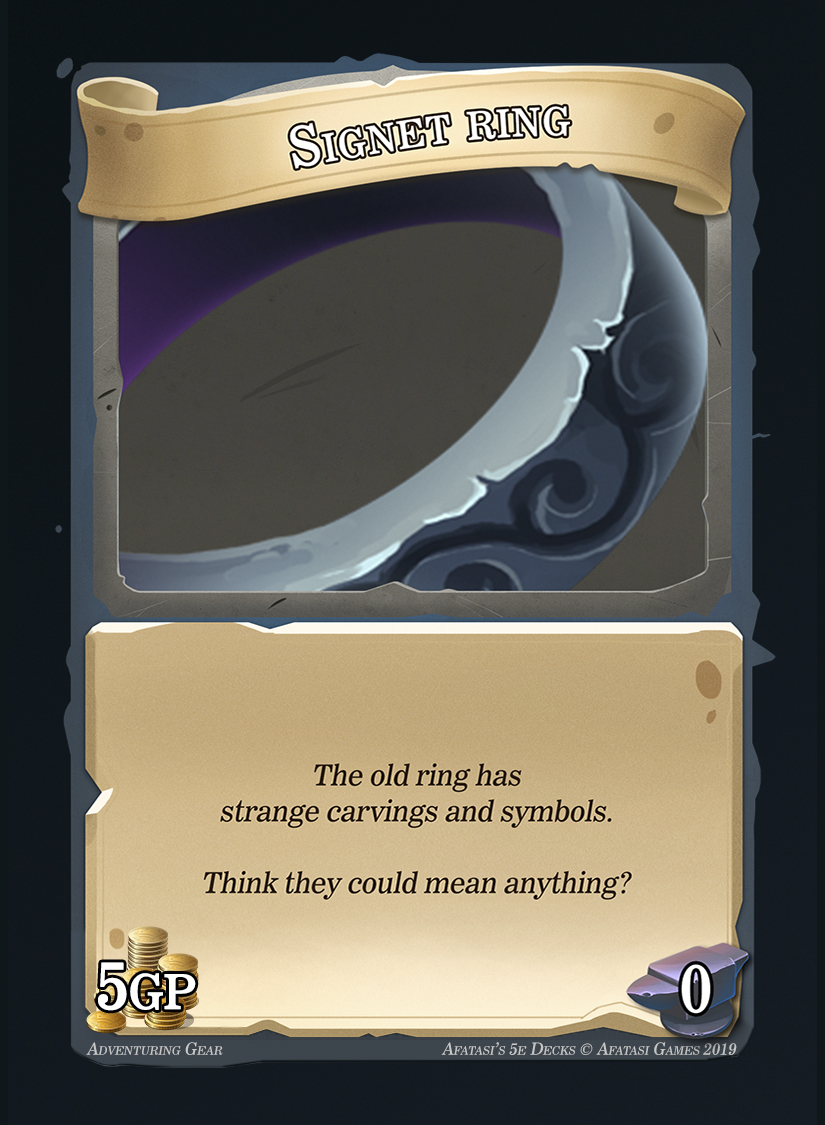 Signet ring
The old ring has
strange carvings and symbols.
Think they could mean anything?
5GP
0
Adventuring Gear
Afatasi's 5e Decks © Afatasi Games 2019